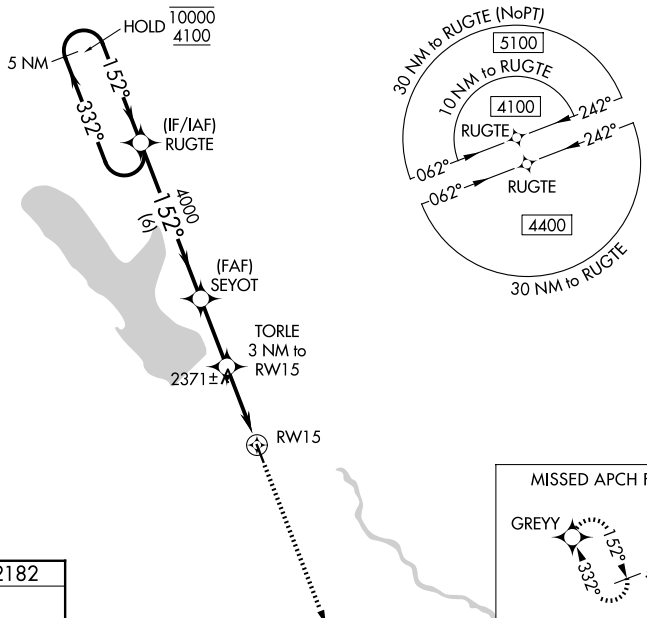 HOLD 10000
4100
5 NM
152°
332°
(IF/IAF)
RUGTE
4000
152°
(6)
(FAF)
SEYOT
TORLE
3 NM to
RW15
2371±
RW15
30 NM to RUGTE (NoPT)
5100
10 NM to RUGTE
4100
RUGTE
242°
062°
242°
062°
RUGTE
4400
30 NM to RUGTE
MISSED APCH F
GREYY
152°
332°
2182